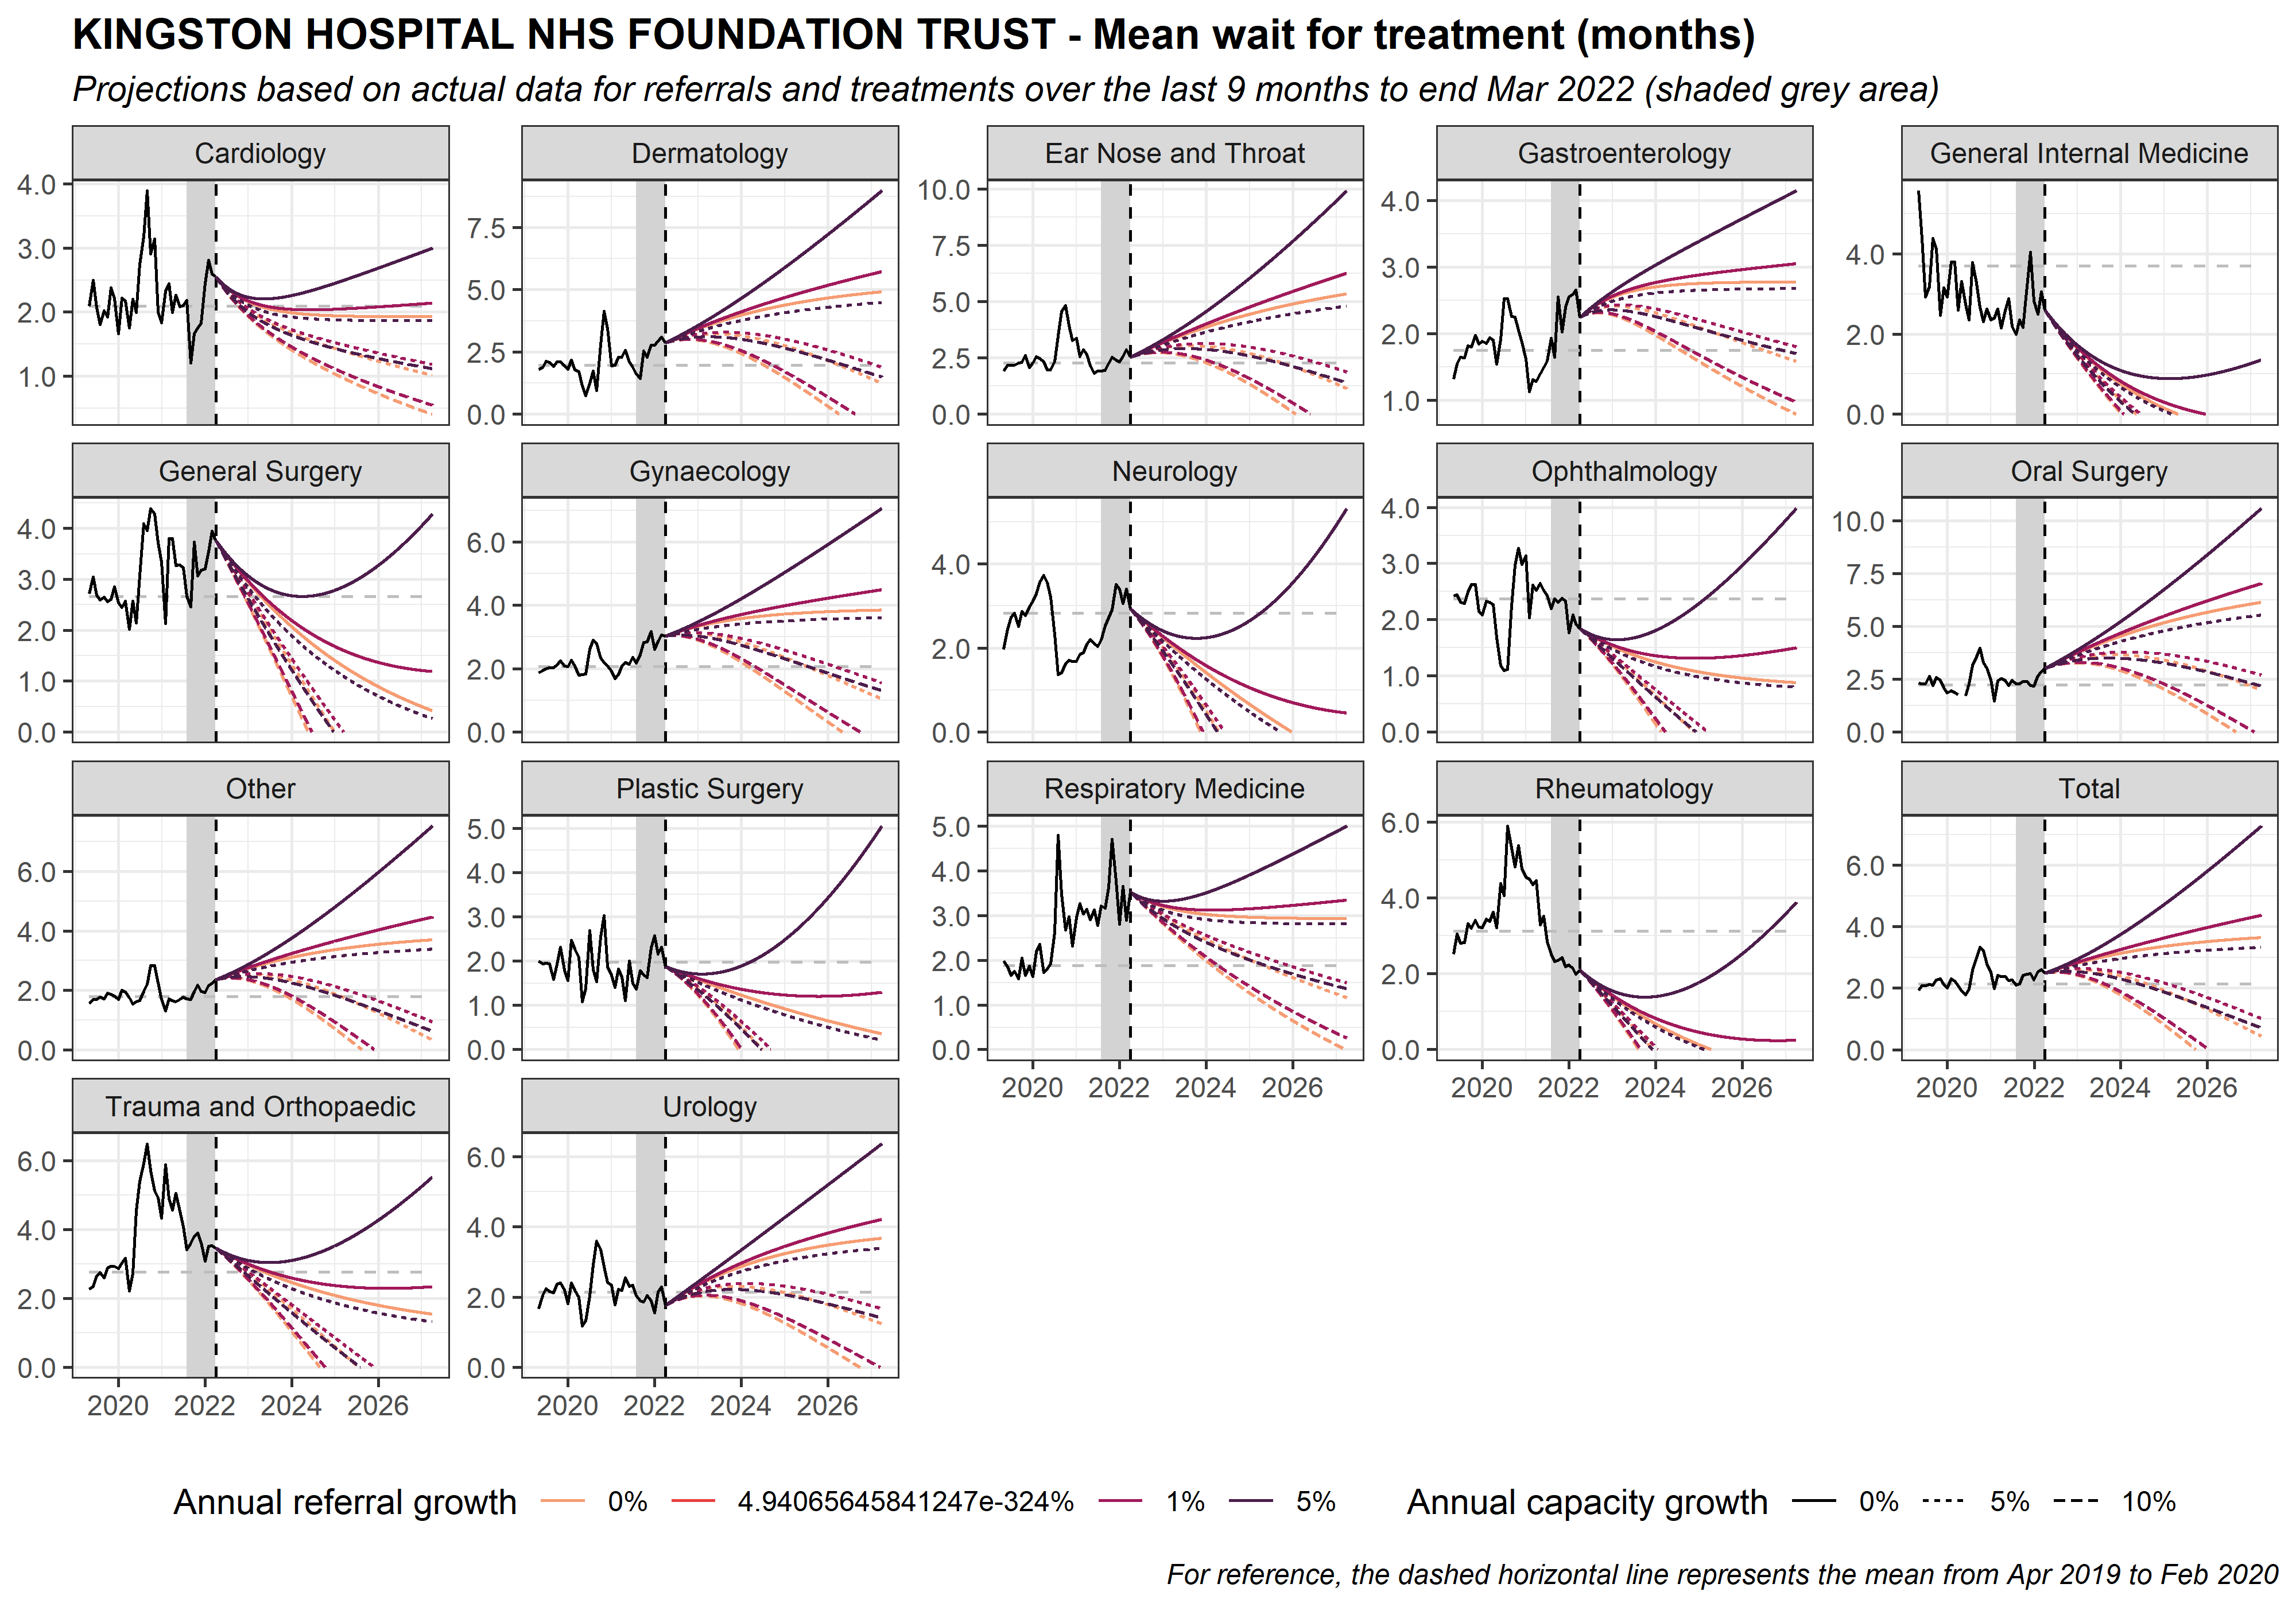 KINGSTON HOSPITAL NHS FOUNDATION TRUST - Mean wait for treatment (months)
Projections based on actual data for referrals and treatments over the last 9 months to end Mar 2022 (shaded grey area)
Cardiology
4.0
3.0
2.0
1.0
Dermatology
7.5
5.0
2.5
0.0
Ear Nose and Throat
10.0
7.5
5.0
2.5
0.0
Gastroenterology
4.0
3.0
2.0
1.0
General Internal Medicine
4.0
2.0
0.0
General Surgery
4.0
3.0
2.0
1.0
0.0
Gynaecology
6.0
4.0
2.0
0.0
Neurology
4.0
2.0
0.0
Ophthalmology
4.0
3.0
2.0
1.0
0.0
Oral Surgery
10.0
7.5
5.0
2.5
0.0
Other
6.0
4.0
2.0
0.0
Plastic Surgery
5.0
4.0
3.0
2.0
1.0
0.0
Respiratory Medicine
5.0
4.0
3.0
2.0
1.0
0.0
2020 2022 2024 2026
Rheumatology
6.0
4.0
2.0
0.0
2020 2022 2024 2026
Total
6.0
4.0
2.0
0.0
2020 2022 2024 2026
Trauma and Orthopaedic
6.0
4.0
2.0
0.0
2020 2022 2024 2026
Urology
6.0
4.0
2.0
0.0
2020 2022 2024 2026
Annual referral growth 0% 4.94065645841247e-324% 1% 5% Annual capacity growth 0% 5% 10%
For reference, the dashed horizontal line represents the mean from Apr 2019 to Feb 2020